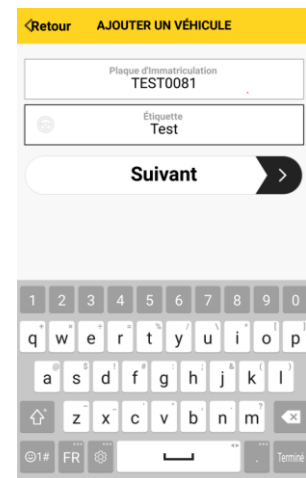 Retour AJOUTER UN VÉHICULE
Plaque d'Immatriculation
TEST0081
Étiquette
Test
Suivant
1 2 3 4 5 6 7 8 9 0
q w e r t y u i o p
a s d f g h j k l
z x c v b n m
1# FR .
Terminé